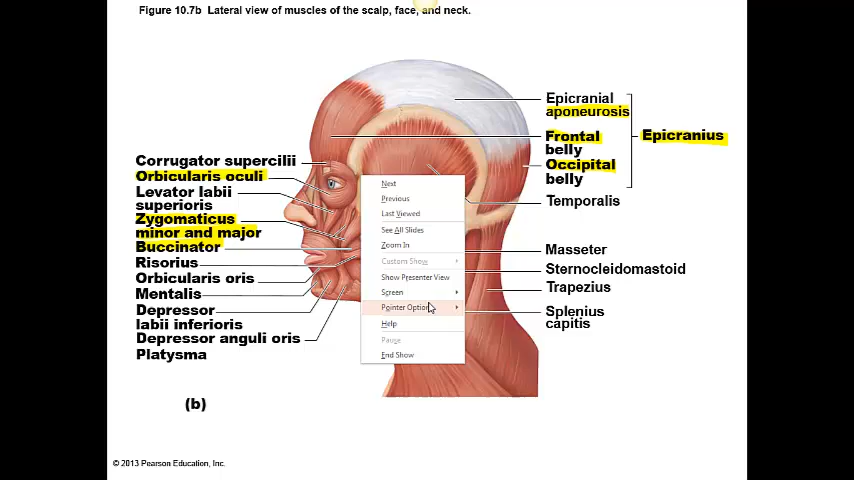 Figure 10.7b Lateral view of muscles of the scalp, face, and neck.
Epicranial
aponeurosis
Frontal
belly
Epicranius
Occipital
belly
Temporalis
Masseter
Sternocleidomastoid
Trapezius
Splenius
capitis
Corrugator supercilii
Orbicularis oculi
Levator labii
superioris
Zygomaticus
minor and major
Buccinator
Risorius
Orbicularis oris
Mentalis
Depressor
labii inferioris
Depressor anguli oris
Platysma
Next
Previous
Last Viewed
See All Slides
Zoom In
Custom Show
Show Presenter View
Screen
Pointer Options
Help
Pause
End Show
(b)
© 2013 Pearson Education, Inc.